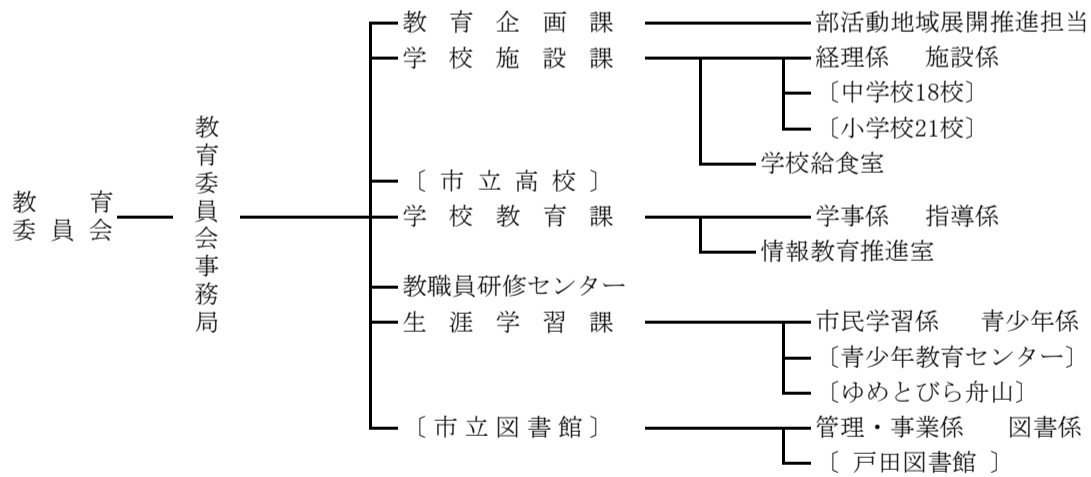 教育委員会
教育委員会事務局
教育企画課 部活動地域展開推進担当
学校施設課 経理係 施設係
〔中学校18校〕
〔小学校21校〕
学校給食室
〔市立高校〕
学校教育課 学事係 指導係
情報教育推進室
教職員研修センター
生涯学習課 市民学習係 青少年係
〔青少年教育センター〕
〔ゆめとびら舟山〕
〔市立図書館〕 管理・事業係 図書係
〔戸田図書館〕